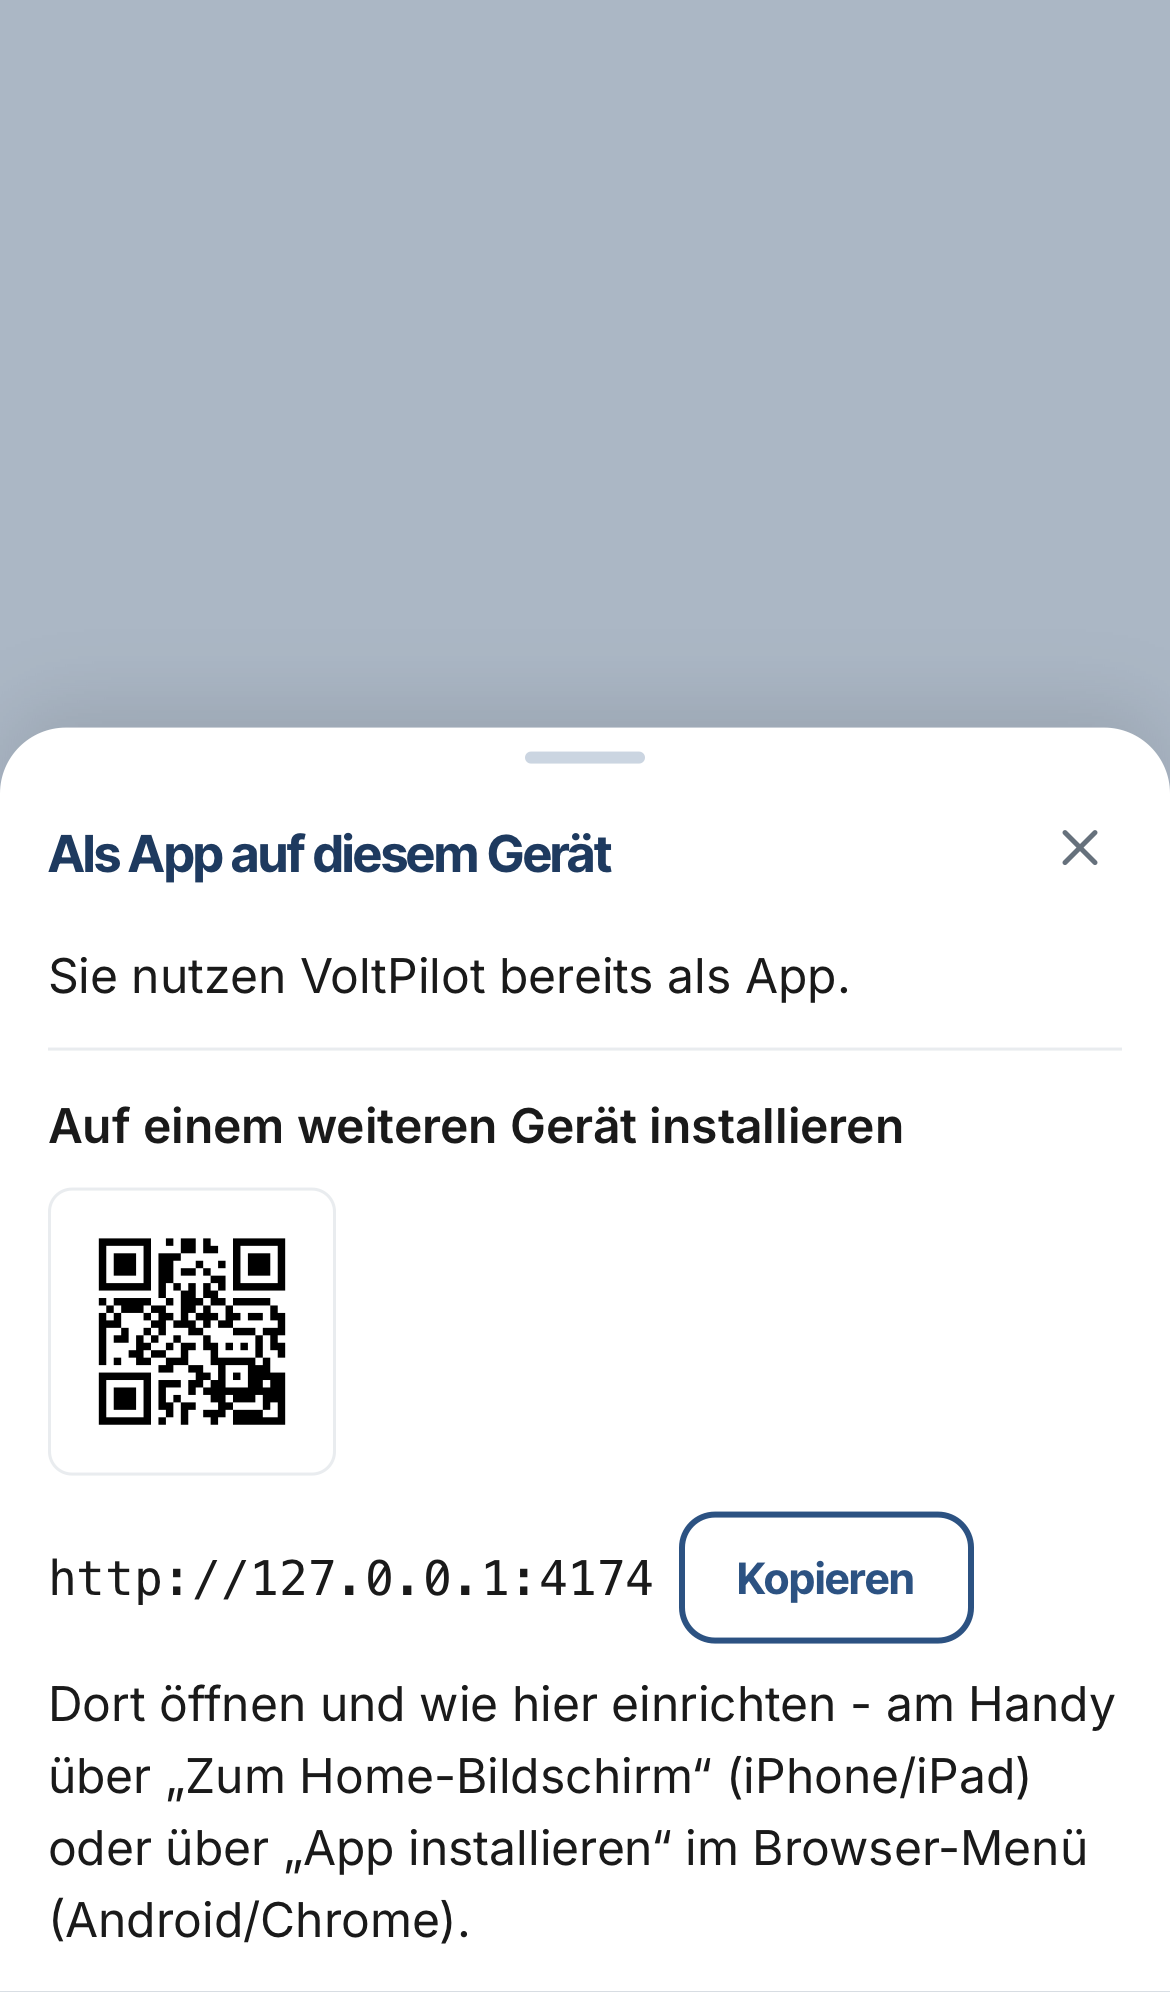 Als App auf diesem Gerät
Sie nutzen VoltPilot bereits als App.
Auf einem weiteren Gerät installieren
http://127.0.0.1:4174 Kopieren
Dort öffnen und wie hier einrichten - am Handy
über „Zum Home-Bildschirm“ (iPhone/iPad)
oder über „App installieren“ im Browser-Menü
(Android/Chrome).